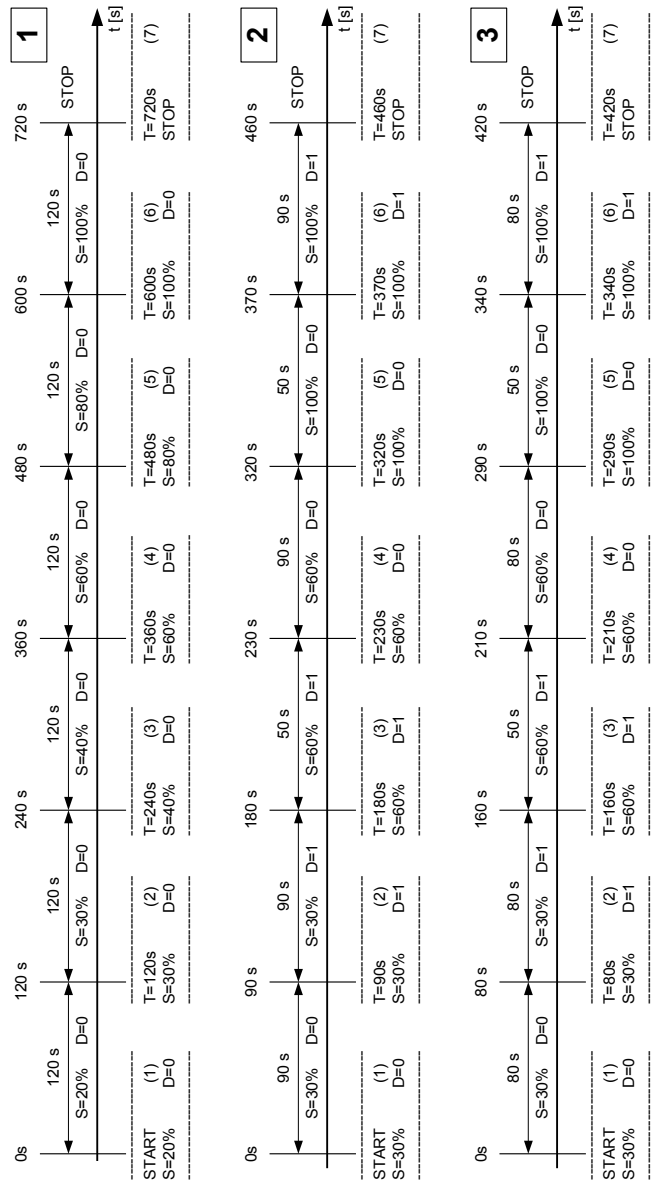 1
0s 120 s 240 s 360 s 480 s 600 s 720 s
120 s 120 s 120 s 120 s 120 s 120 s
S=20% D=0 S=30% D=0 S=40% D=0 S=60% D=0 S=80% D=0 S=100% D=0 STOP
t [s]
START (1) T=120s (2) T=240s (3) T=360s (4) T=480s (5) T=600s (6) T=720s (7)
S=20% D=0 S=30% D=0 S=40% D=0 S=60% D=0 S=80% D=0 S=100% D=0 STOP
2
0s 90 s 180 s 230 s 320 s 370 s 460 s
90 s 90 s 50 s 90 s 50 s 90 s
S=30% D=0 S=30% D=1 S=60% D=1 S=60% D=0 S=100% D=0 S=100% D=1 STOP
t [s]
START (1) T=90s (2) T=180s (3) T=230s (4) T=320s (5) T=370s (6) T=460s (7)
S=30% D=0 S=30% D=1 S=60% D=1 S=60% D=0 S=100% D=0 S=100% D=1 STOP
3
0s 80 s 160 s 210 s 290 s 340 s 420 s
80 s 80 s 50 s 80 s 50 s 80 s
S=30% D=0 S=30% D=1 S=60% D=1 S=60% D=0 S=100% D=0 S=100% D=1 STOP
t [s]
START (1) T=80s (2) T=160s (3) T=210s (4) T=290s (5) T=340s (6) T=420s (7)
S=30% D=0 S=30% D=1 S=60% D=1 S=60% D=0 S=100% D=0 S=100% D=1 STOP